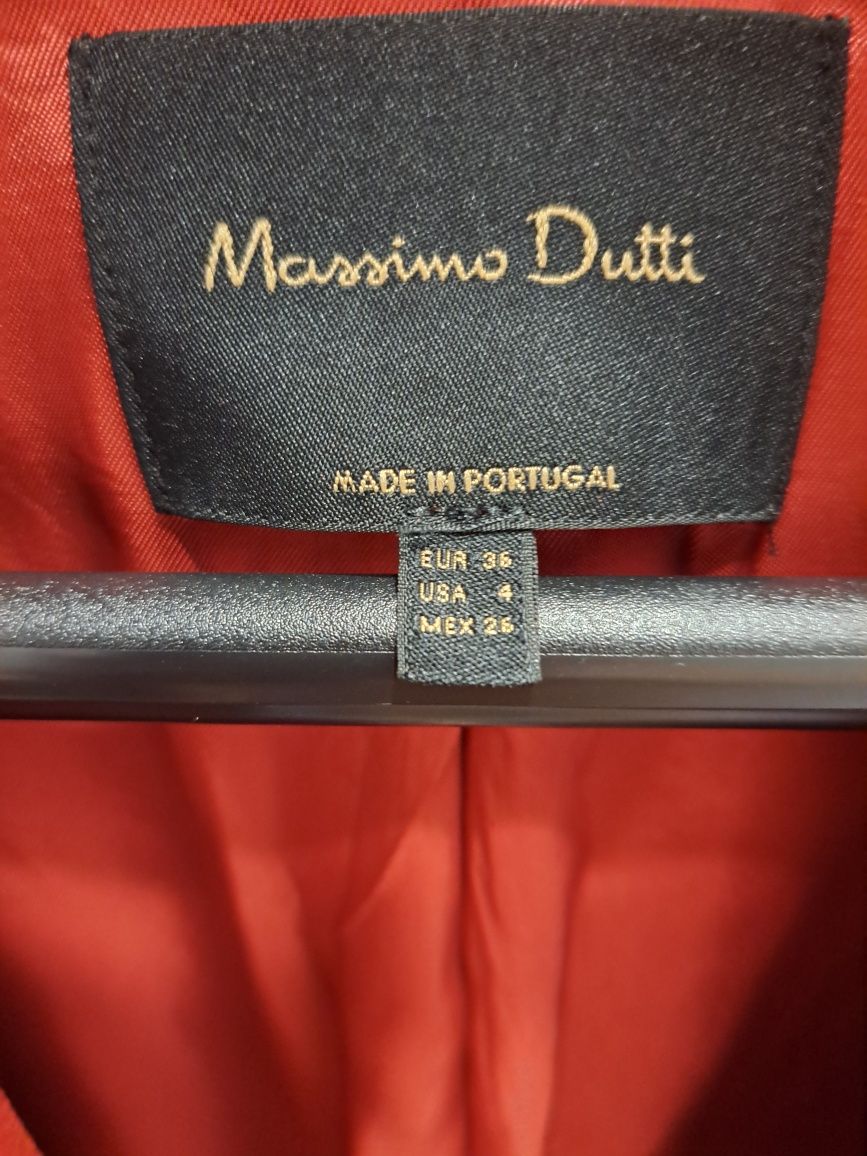 Massimo Dutti
MADE IN PORTUGAL
EUR 36
USA 4
MEX 26